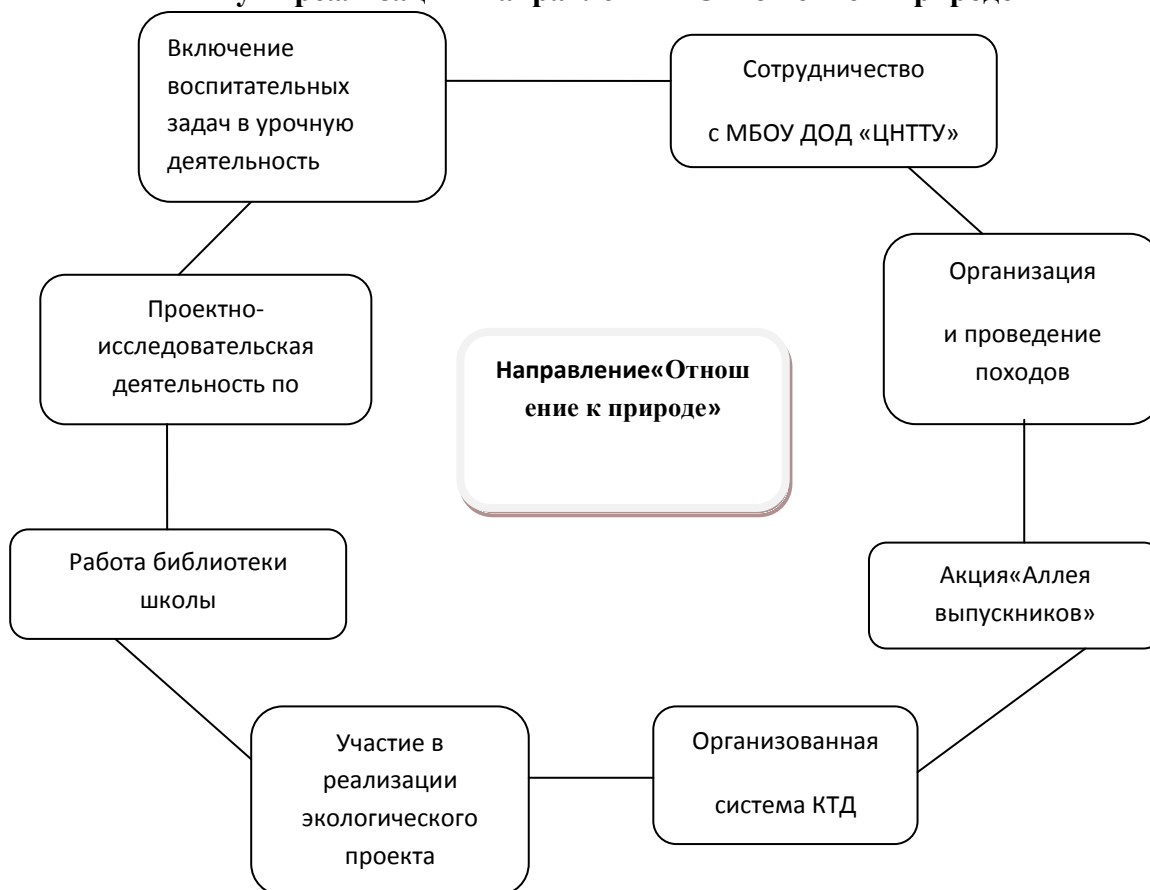 Включение
воспитательных
задач в урочную
деятельность
Сотрудничество
с МБОУ ДОД «ЦНТТУ»
Организация
и проведение
походов
Проектно-
исследовательская
деятельность по
Направление«Отнош
ение к природе»
Работа библиотеки
школы
Акция«Аллея
выпускников»
Участие в
реализации
экологического
проекта
Организованная
система КТД